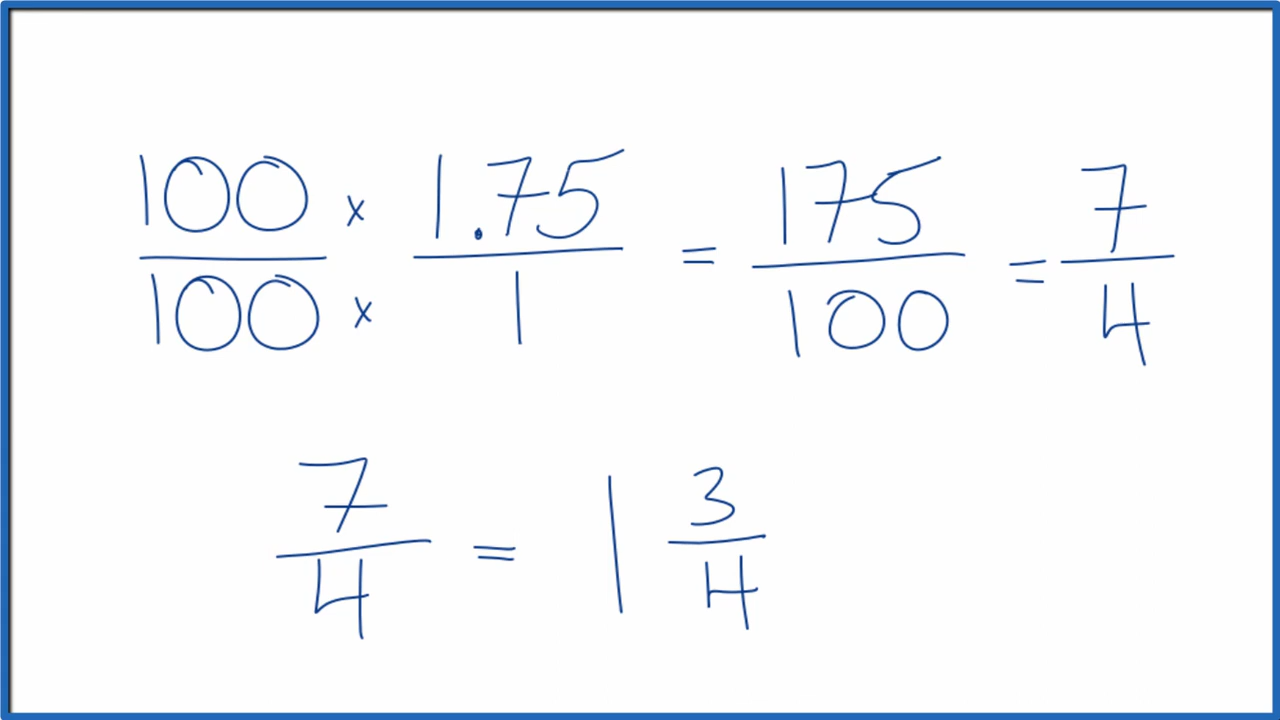 100/100 × 1.75/1 = 175/100 = 7/4
7/4 = 1 3/4